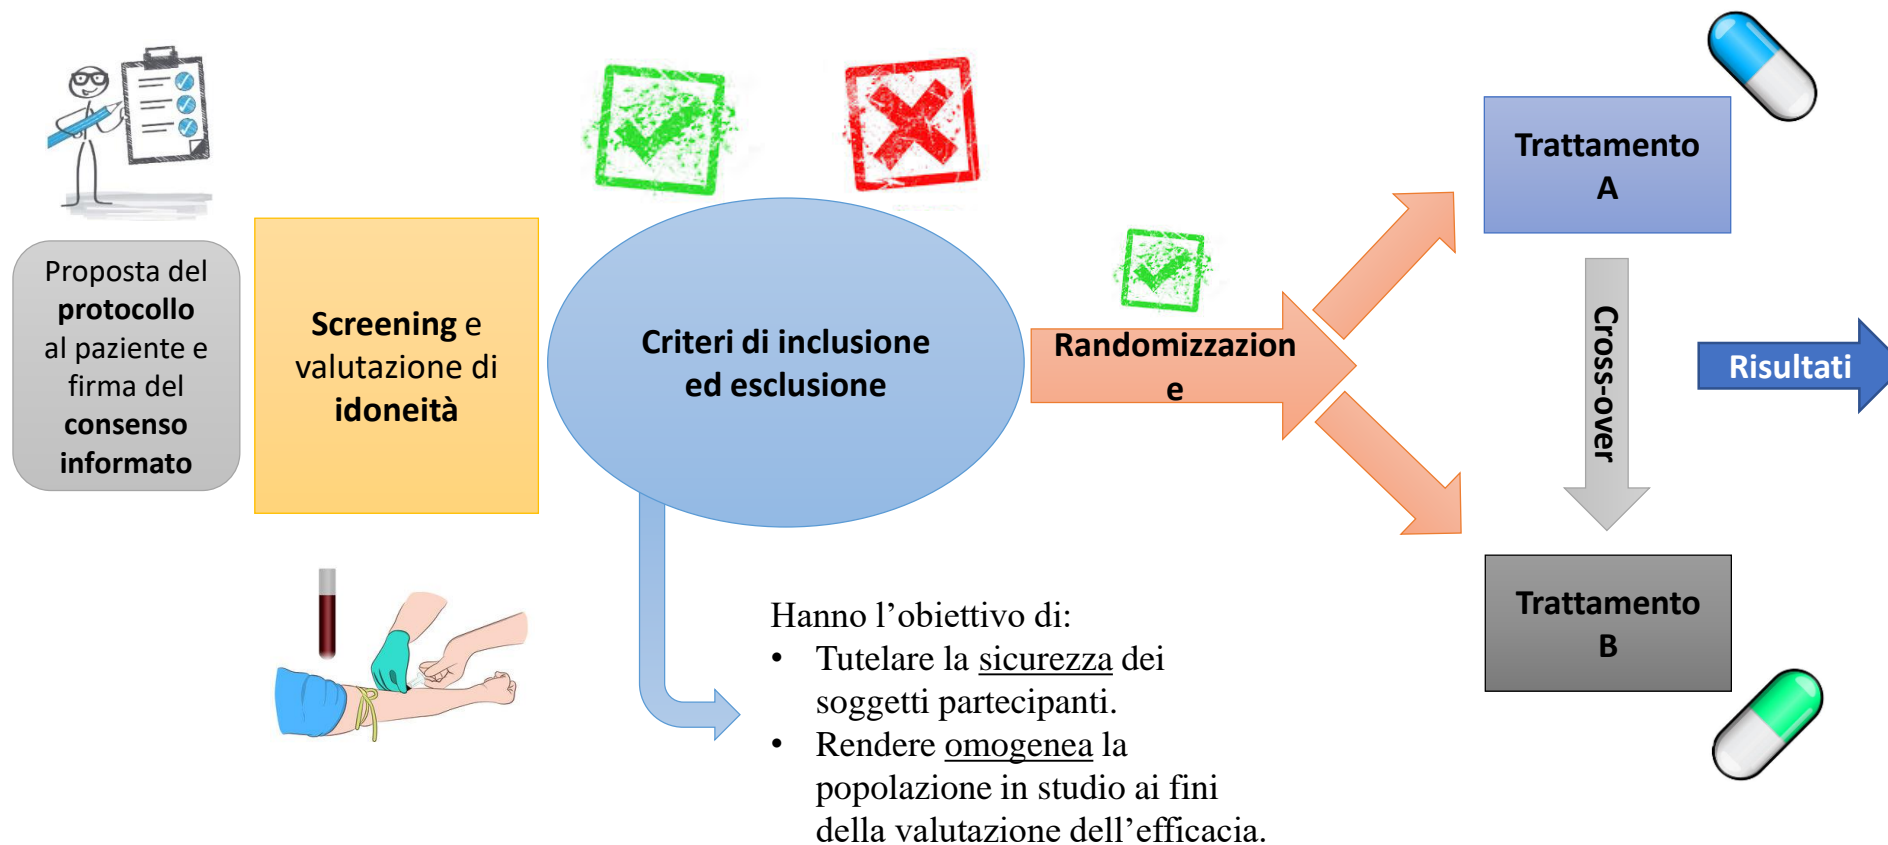 Proposta del
protocollo
al paziente e
firma del
consenso
informato
Screening e
valutazione di
idoneità
Criteri di inclusione
ed esclusione
Hanno l’obiettivo di:
• Tutelare la sicurezza dei
soggetti partecipanti.
• Rendere omogenea la
popolazione in studio ai fini
della valutazione dell’efficacia.
Randomizzazion
e
Trattamento
A
Cross-over
Trattamento
B
Risultati